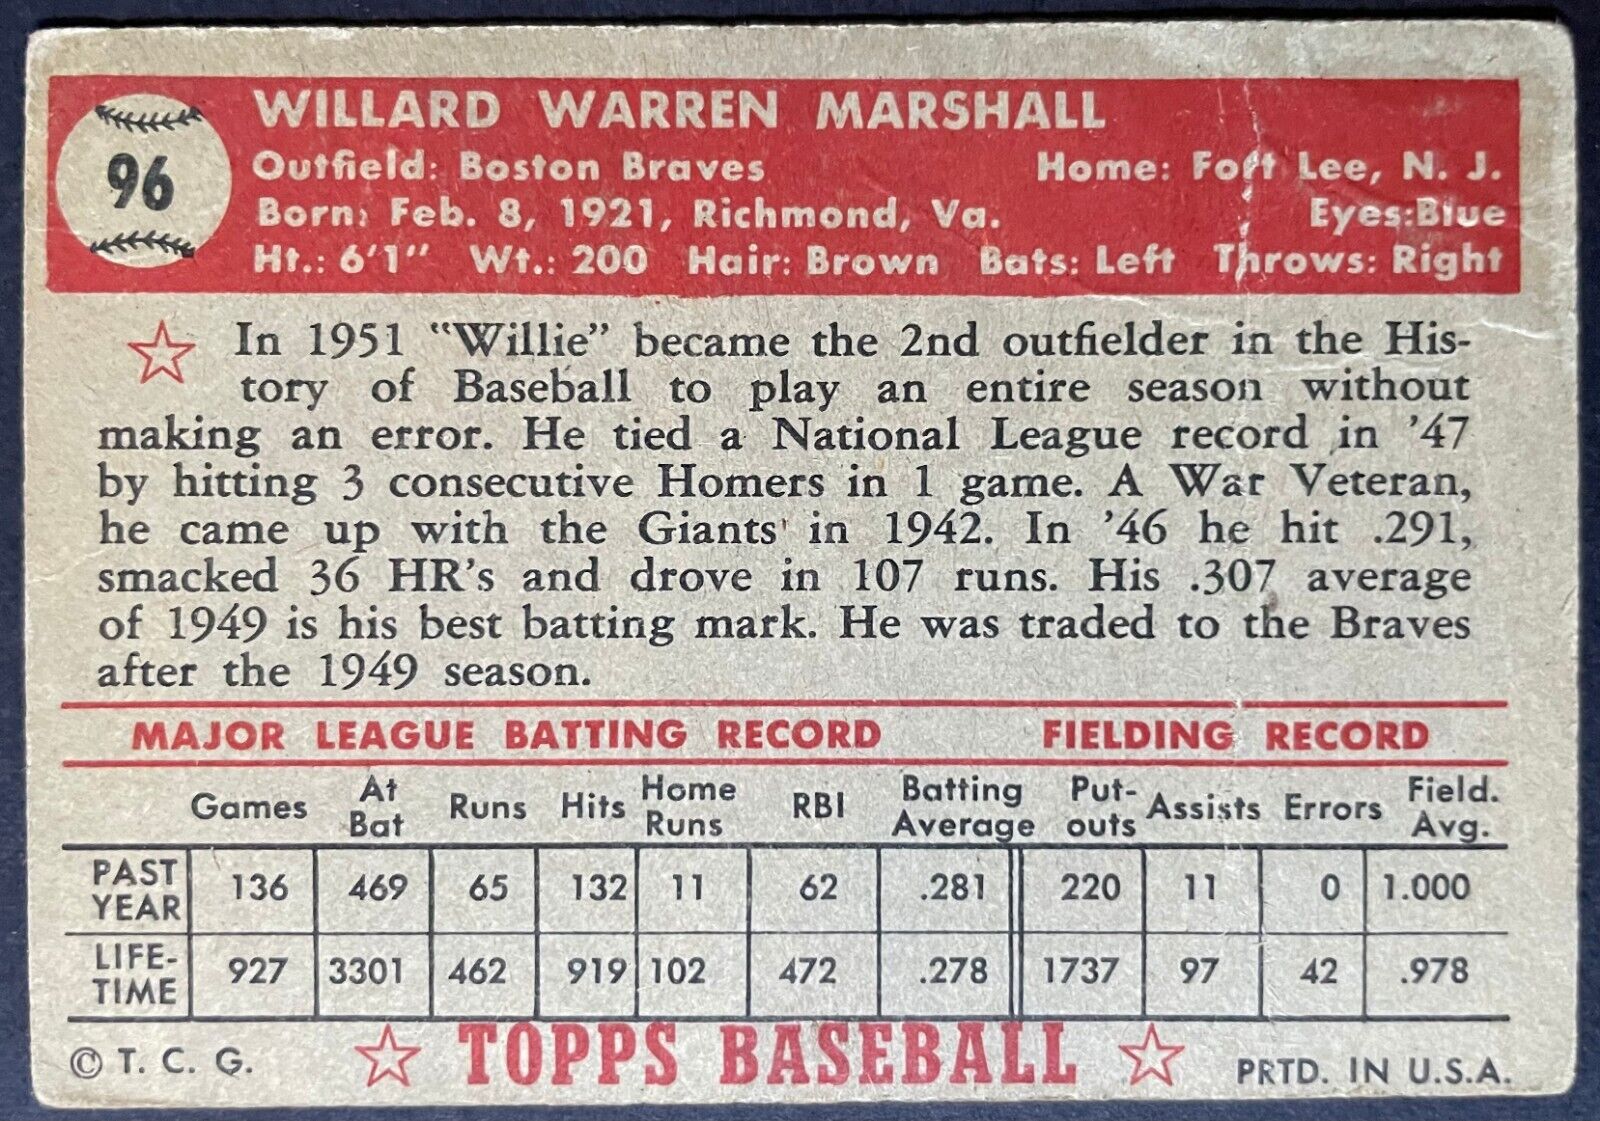 96
WILLARD WARREN MARSHALL
Outfield: Boston Braves Home: Fort Lee, N. J.
Born: Feb. 8, 1921, Richmond, Va. Eyes:Blue
Ht.: 6'1" Wt.: 200 Hair: Brown Bats: Left Throws: Right
In 1951 "Willie" became the 2nd outfielder in the His-
tory of Baseball to play an entire season without
making an error. He tied a National League record in '47
by hitting 3 consecutive Homers in 1 game. A War Veteran,
he came up with the Giants in 1942. In '46 he hit .291,
smacked 36 HR's and drove in 107 runs. His .307 average
of 1949 is his best batting mark. He was traded to the Braves
after the 1949 season.
MAJOR LEAGUE BATTING RECORD FIELDING RECORD
Games At Bat Runs Hits Home Runs RBI Batting Average Put-outs Assists Errors Field. Avg.
PAST YEAR 136 469 65 132 11 62 .281 220 11 0 1.000
LIFE-TIME 927 3301 462 919 102 472 .278 1737 97 42 .978
© T. C. G. TOPPS BASEBALL PRTD. IN U.S.A.